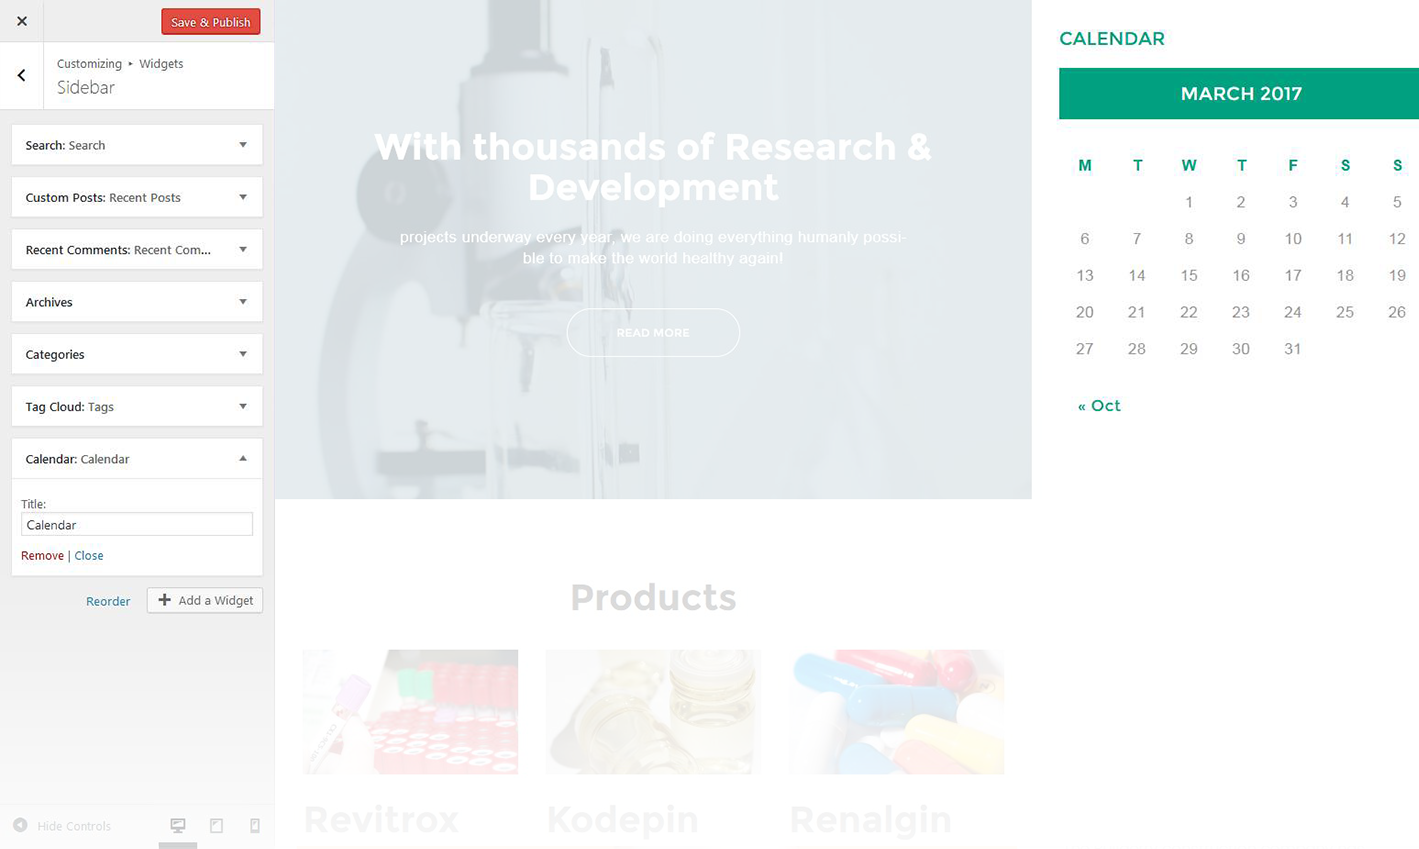 Save & Publish
Customizing ▸ Widgets
Sidebar
Search: Search
Custom Posts: Recent Posts
Recent Comments: Recent Com...
Archives
Categories
Tag Cloud: Tags
Calendar: Calendar
Title:
Calendar
Remove | Close
Reorder
Add a Widget
Hide Controls
With thousands of Research &
Development
projects underway every year, we are doing everything humanly possi-
ble to make the world healthy again!
READ MORE
Products
Revitrox Kodepin Renalgin
CALENDAR
MARCH 2017
M T W T F S S
1 2 3 4 5
6 7 8 9 10 11 12
13 14 15 16 17 18 19
20 21 22 23 24 25 26
27 28 29 30 31
« Oct